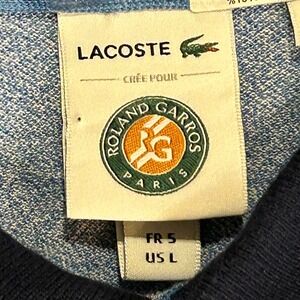 LACOSTE
CRÉE POUR
ROLAND GARROS
RG
PARIS
FR 5
US L